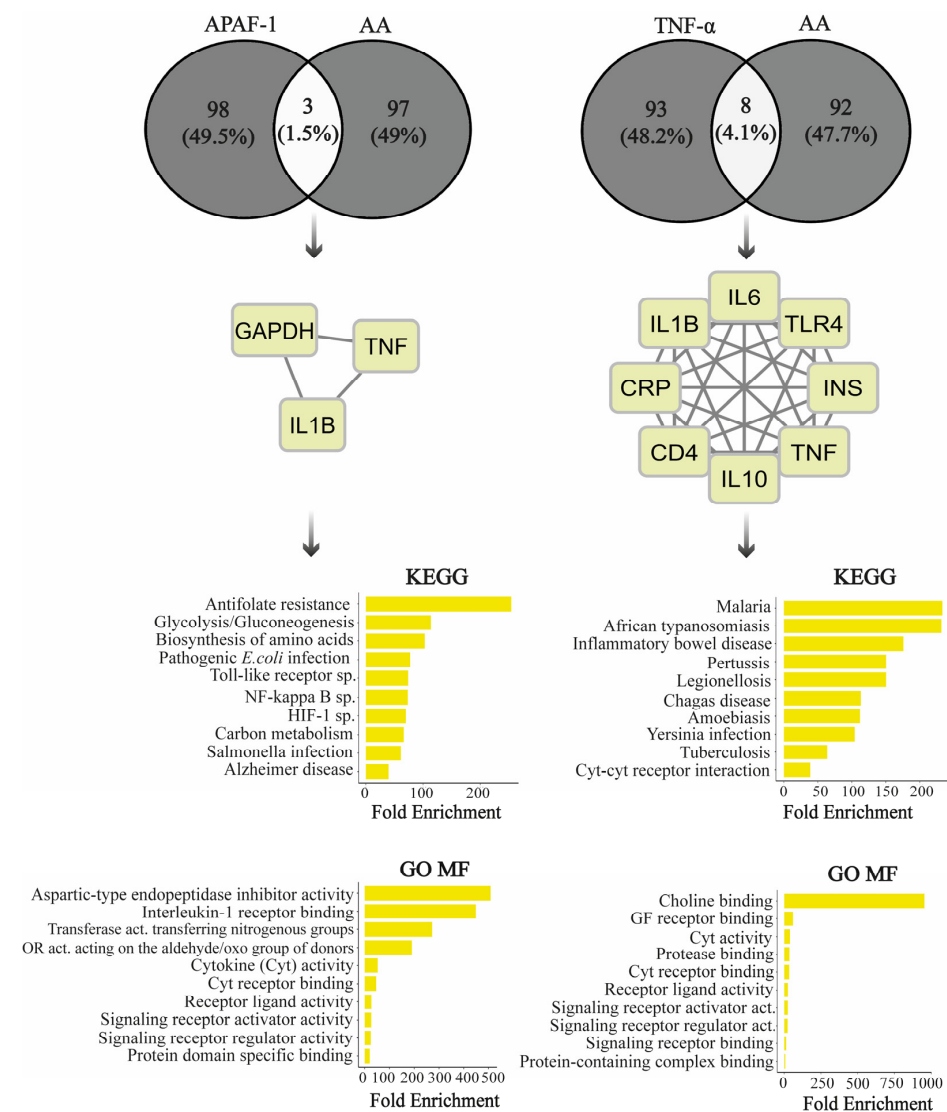 APAF-1 AA
98 3 97
(49.5%) (1.5%) (49%)
TNF-α AA
93 8 92
(48.2%) (4.1%) (47.7%)
GAPDH
TNF
IL1B
IL6
IL1B TLR4
CRP INS
CD4 TNF
IL10
KEGG
Antifolate resistance
Glycolysis/Gluconeogenesis
Biosynthesis of amino acids
Pathogenic E.coli infection
Toll-like receptor sp.
NF-kappa B sp.
HIF-1 sp.
Carbon metabolism
Salmonella infection
Alzheimer disease
0 100 200
Fold Enrichment
KEGG
Malaria
African typanosomiasis
Inflammatory bowel disease
Pertussis
Legionellosis
Chagas disease
Amoebiasis
Yersinia infection
Tuberculosis
Cyt-cyt receptor interaction
0 50 100 150 200
Fold Enrichment
GO MF
Aspartic-type endopeptidase inhibitor activity
Interleukin-1 receptor binding
Transferase act. transferring nitrogenous groups
OR act. acting on the aldehyde/oxo group of donors
Cytokine (Cyt) activity
Cyt receptor binding
Receptor ligand activity
Signaling receptor activator activity
Signaling receptor regulator activity
Protein domain specific binding
0 100 200 300 400 500
Fold Enrichment
GO MF
Choline binding
GF receptor binding
Cyt activity
Protease binding
Cyt receptor binding
Receptor ligand activity
Signaling receptor activator act.
Signaling receptor regulator act.
Signaling receptor binding
Protein-containing complex binding
0 250 500 750 1000
Fold Enrichment